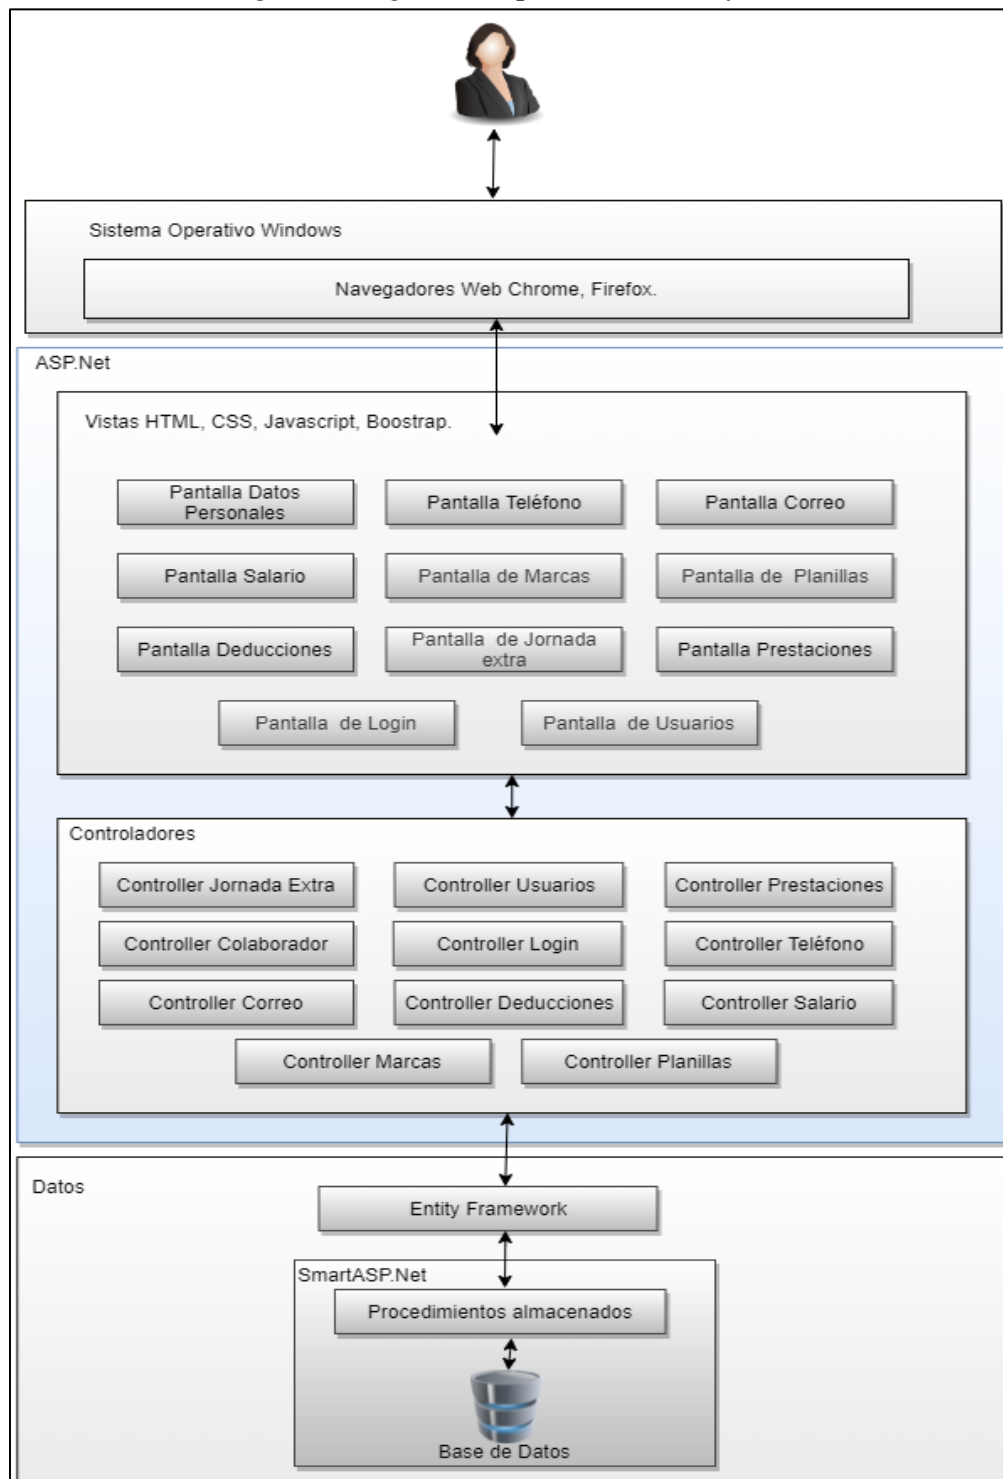 Sistema Operativo Windows
Navegadores Web Chrome, Firefox.
ASP.Net
Vistas HTML, CSS, Javascript, Boostrap.
Pantalla Datos
Personales
Pantalla Teléfono
Pantalla Correo
Pantalla Salario
Pantalla de Marcas
Pantalla de Planillas
Pantalla Deducciones
Pantalla de Jornada
extra
Pantalla Prestaciones
Pantalla de Login
Pantalla de Usuarios
Controladores
Controller Jornada Extra
Controller Usuarios
Controller Prestaciones
Controller Colaborador
Controller Login
Controller Teléfono
Controller Correo
Controller Deducciones
Controller Salario
Controller Marcas
Controller Planillas
Datos
Entity Framework
SmartASP.Net
Procedimientos almacenados
Base de Datos